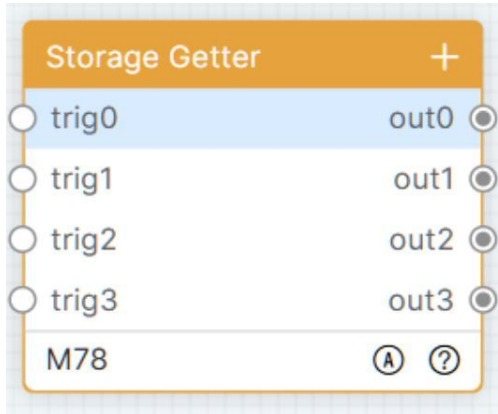 Storage Getter +
trig0 out0
trig1 out1
trig2 out2
trig3 out3
M78 A ?